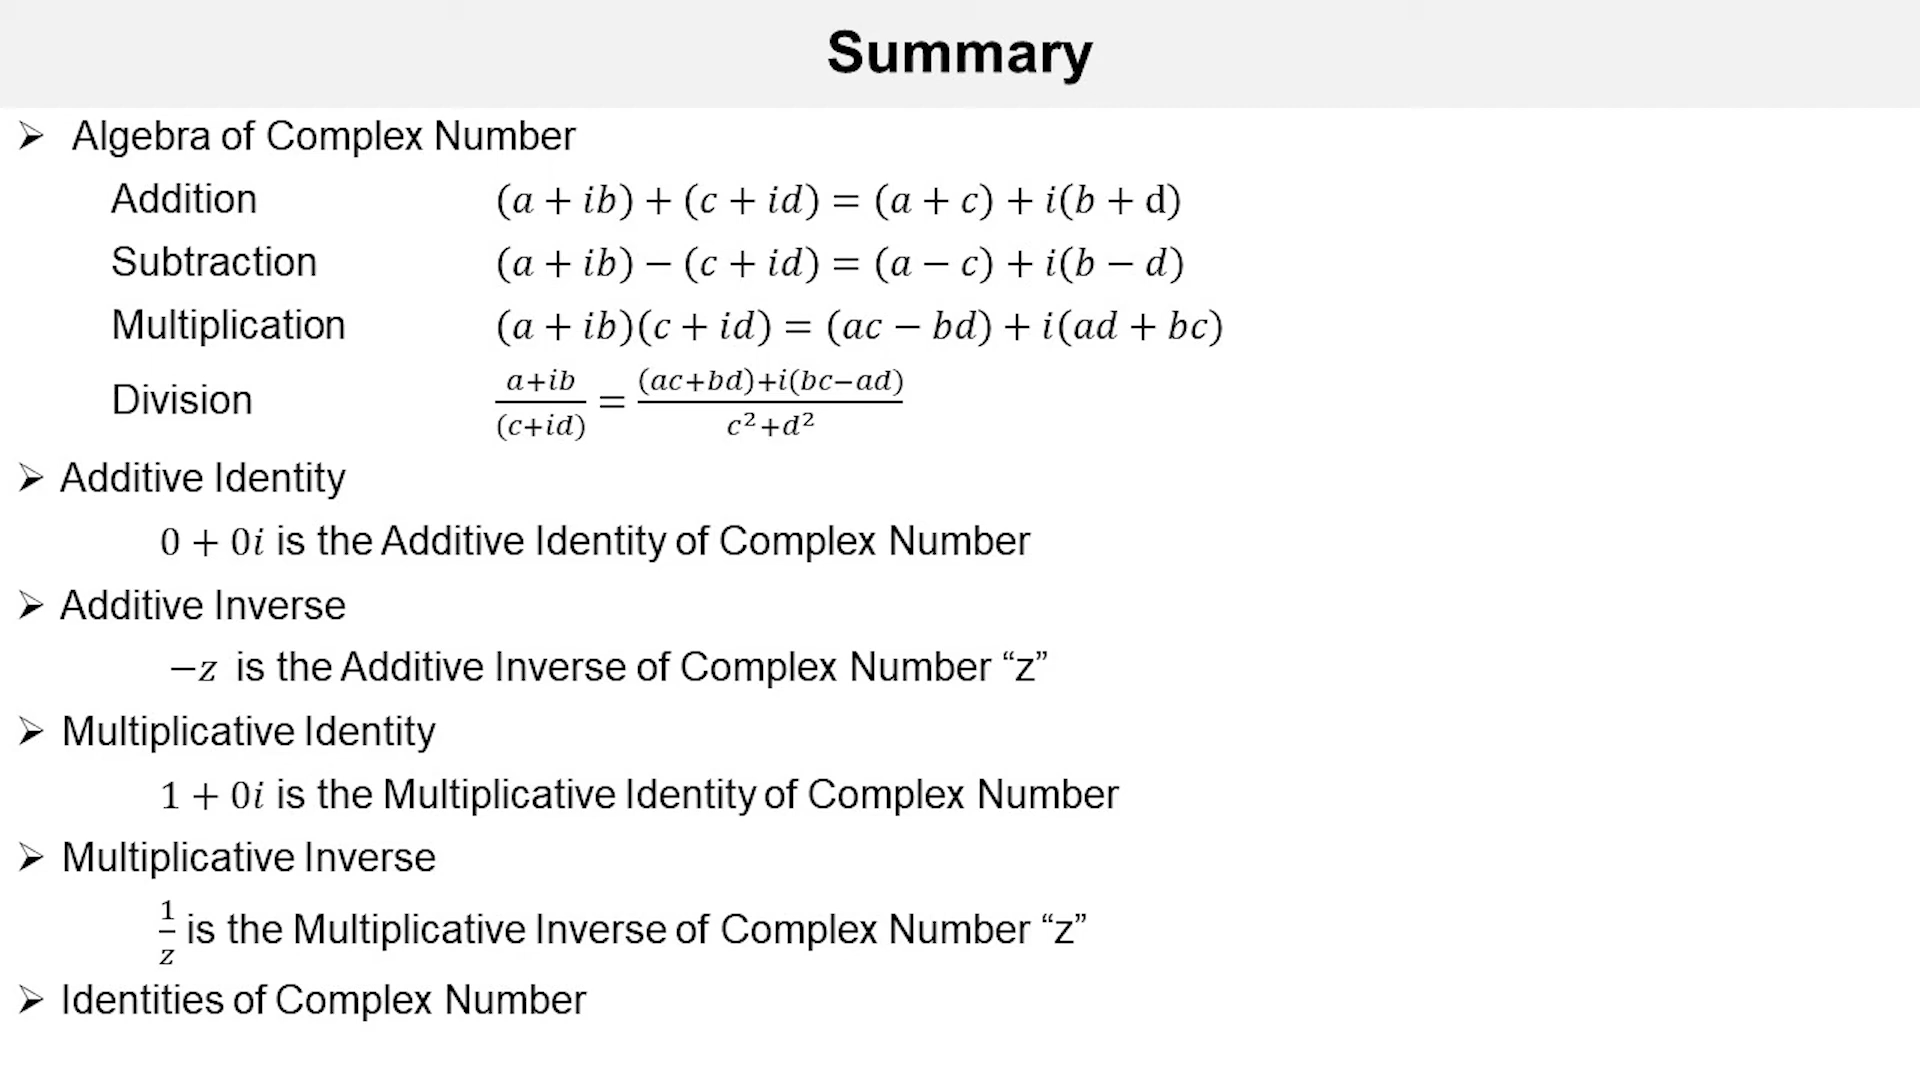 Summary
➢ Algebra of Complex Number
Addition (a + ib) + (c + id) = (a + c) + i(b + d)
Subtraction (a + ib) − (c + id) = (a − c) + i(b − d)
Multiplication (a + ib)(c + id) = (ac − bd) + i(ad + bc)
Division \frac{a+ib}{(c+id)} = \frac{(ac+bd)+i(bc−ad)}{c²+d²}
➢ Additive Identity
0 + 0i is the Additive Identity of Complex Number
➢ Additive Inverse
−z is the Additive Inverse of Complex Number “z”
➢ Multiplicative Identity
1 + 0i is the Multiplicative Identity of Complex Number
➢ Multiplicative Inverse
\frac{1}{z} is the Multiplicative Inverse of Complex Number “z”
➢ Identities of Complex Number